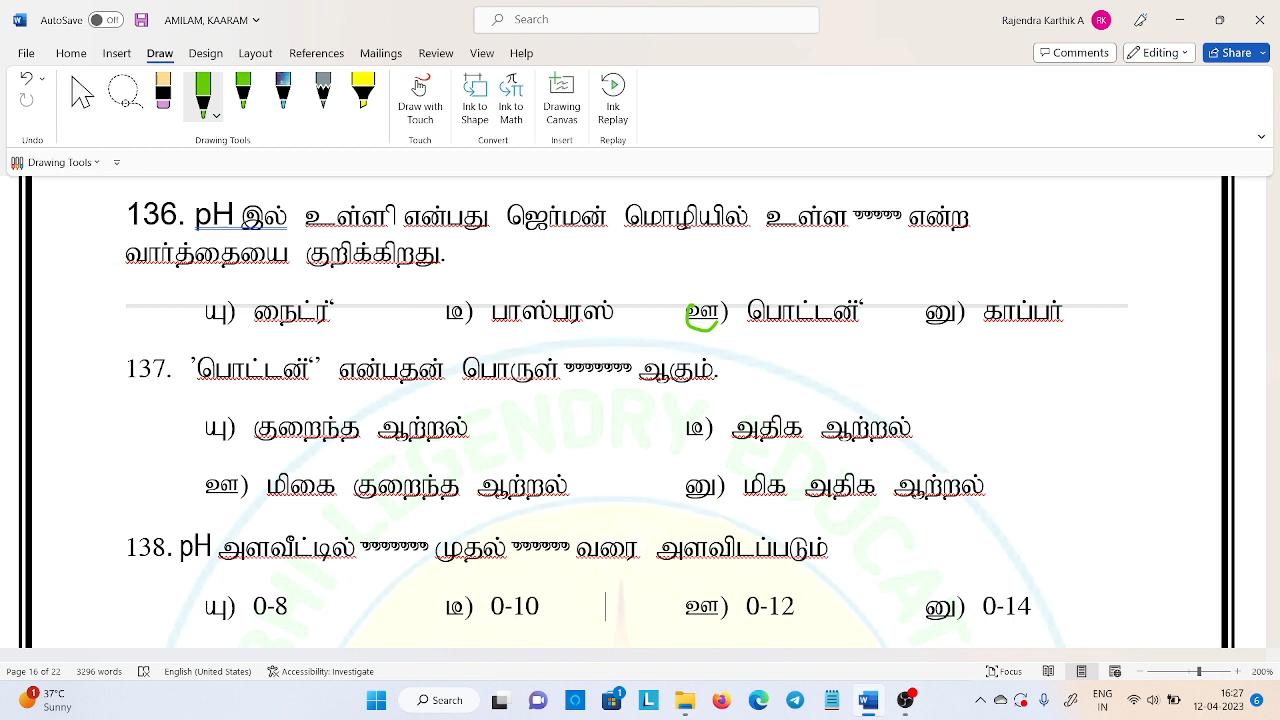 AutoSave Off AMILAM, KAARAM Search Rajendra Karthik A RK
File Home Insert Draw Design Layout References Mailings Review View Help Comments Editing Share
Undo Drawing Tools Draw with Touch Touch Ink to Shape Ink to Math Convert Drawing Canvas Insert Ink Replay Replay
Drawing Tools
136. pH இல் உள்ளி என்பது ஜெர்மன் மொழியில் உள்ள என்ற
வார்த்தையை குறிக்கிறது.
யு) நைட்ர் டீ) பாஸ்பரஸ் ஊ) பொட்டன் னு) காப்பர்
137. ’பொட்டன்‘’ என்பதன் பொருள் ஆகும்.
யு) குறைந்த ஆற்றல் டீ) அதிக ஆற்றல்
ஊ) மிகை குறைந்த ஆற்றல் னு) மிக அதிக ஆற்றல்
138. pH அளவீட்டில் முதல் வரை அளவிடப்படும்
யு) 0-8 டீ) 0-10 ஊ) 0-12 னு) 0-14
Page 16 of 22 3296 words English (United States) Accessibility: Investigate Focus 200%
1 37°C Sunny Search 1 ENG IN 16:27 12-04-2023 6